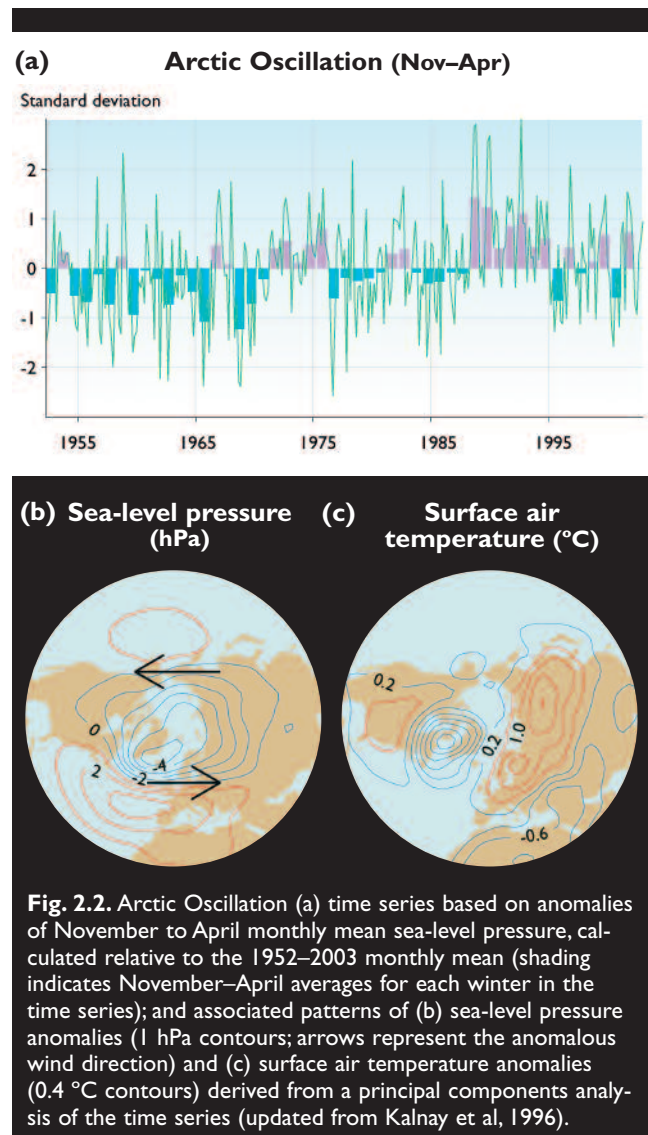 (a) Arctic Oscillation (Nov–Apr)
Standard deviation
2
1
0
-1
-2
1955 1965 1975 1985 1995
(b) Sea-level pressure (hPa)
(c) Surface air temperature (ºC)
0
2
-2
-4
0.2
0.2
1.0
-0.6
Fig. 2.2. Arctic Oscillation (a) time series based on anomalies
of November to April monthly mean sea-level pressure, cal-
culated relative to the 1952–2003 monthly mean (shading
indicates November–April averages for each winter in the
time series); and associated patterns of (b) sea-level pressure
anomalies (1 hPa contours; arrows represent the anomalous
wind direction) and (c) surface air temperature anomalies
(0.4 ºC contours) derived from a principal components analy-
sis of the time series (updated from Kalnay et al, 1996).